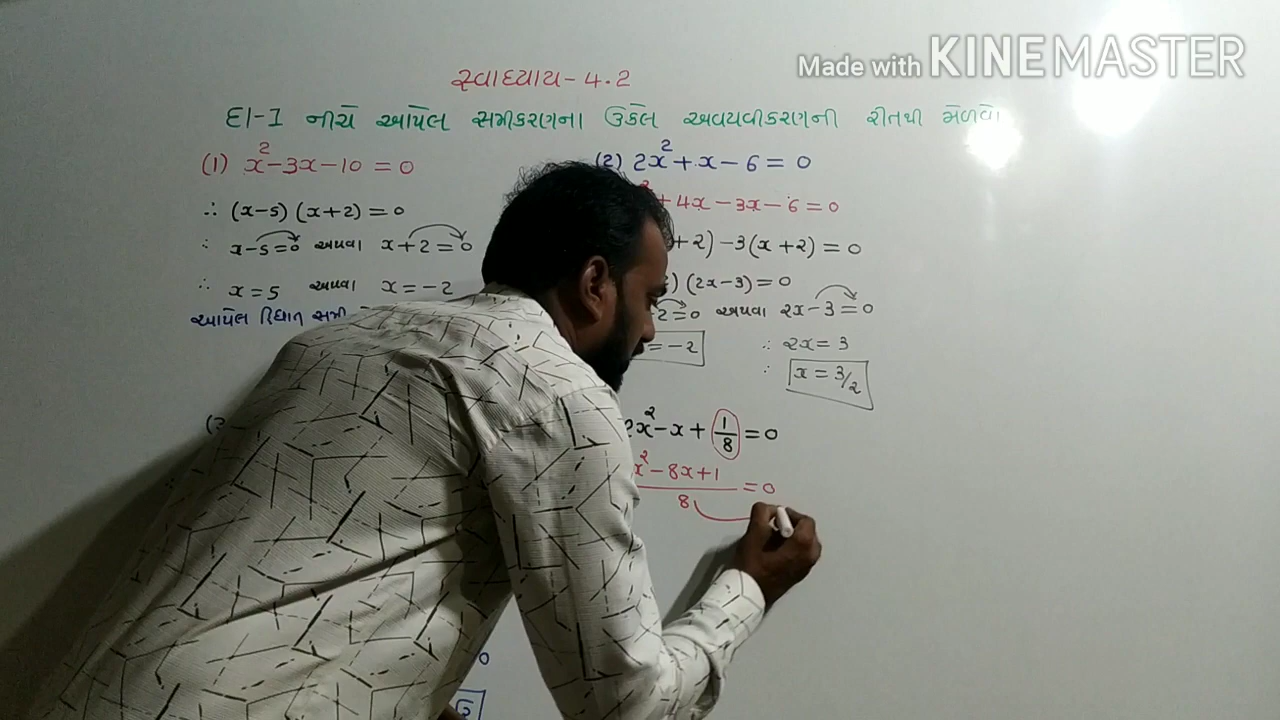 Made with KINEMASTER
સ્વાધ્યાય - 4.2
દા-1 નીચે આપેલ સમીકરણના ઉકેલ અવયવીકરણની રીતથી મેળવો
(1) x² - 3x - 10 = 0
∴ (x-5) (x+2) = 0
∴ x-5=0 અથવા x+2=0
∴ x=5 અથવા x=-2
આપેલ દ્વિઘાત સમી
(2) 2x² + x - 6 = 0
+ 4x - 3x - 6 = 0
+2) - 3(x+2) = 0
(2x-3) = 0
2=0 અથવા 2x-3=0
= -2
∴ 2x = 3
∴ x = 3/2
2x² - x + 1/8 = 0
x² - 8x + 1 / 8 = 0